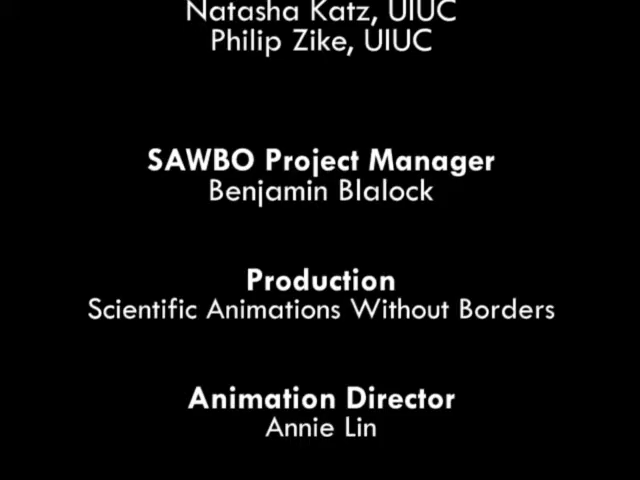 Natasha Katz, UIUC
Philip Zike, UIUC
SAWBO Project Manager
Benjamin Blalock
Production
Scientific Animations Without Borders
Animation Director
Annie Lin